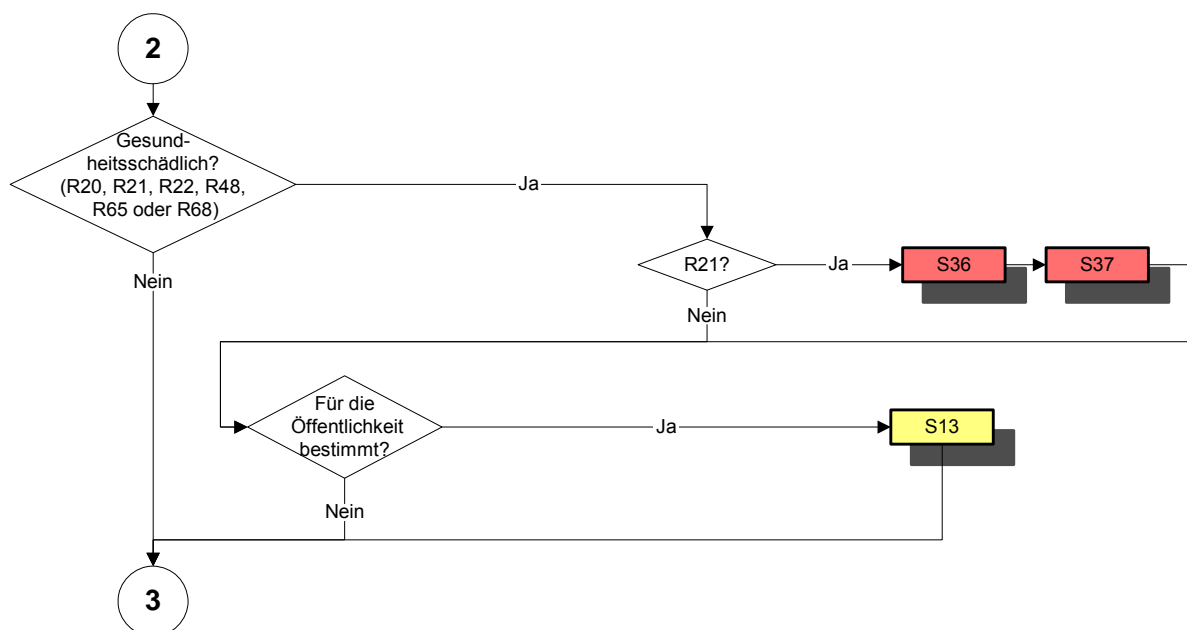 2
Gesund-
heitsschädlich?
(R20, R21, R22, R48,
R65 oder R68)
Ja
Nein
R21?
Ja
S36
S37
Nein
Für die
Öffentlichkeit
bestimmt?
Ja
S13
Nein
3